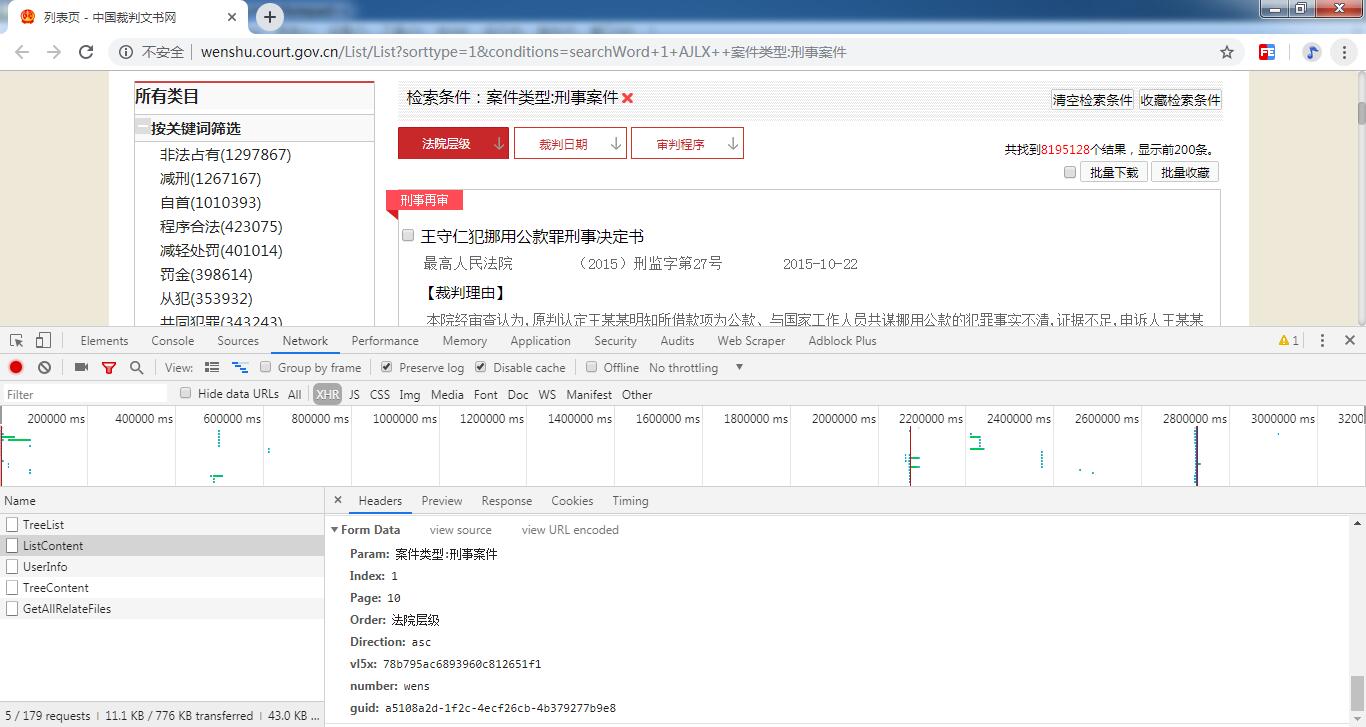 列表页 - 中国裁判文书网
不安全 wenshu.court.gov.cn/List/List?sorttype=1&conditions=searchWord+1+AJLX++案件类型:刑事案件
所有类目
按关键词筛选
非法占有(1297867)
减刑(1267167)
自首(1010393)
程序合法(423075)
减轻处罚(401014)
罚金(398614)
从犯(353932)
共同犯罪(343243)
检索条件：案件类型:刑事案件
清空检索条件 收藏检索条件
法院层级 裁判日期 审判程序
共找到8195128个结果，显示前200条。
批量下载 批量收藏
刑事再审
王守仁犯挪用公款罪刑事决定书
最高人民法院 （2015）刑监字第27号 2015-10-22
【裁判理由】
本院经审查认为,原判认定王某某明知所借款项为公款、与国家工作人员共谋挪用公款的犯罪事实不清,证据不足,申诉人王某某
Elements Console Sources Network Performance Memory Application Security Audits Web Scraper Adblock Plus 1
View: Group by frame Preserve log Disable cache Offline No throttling
Filter Hide data URLs All XHR JS CSS Img Media Font Doc WS Manifest Other
200000 ms 400000 ms 600000 ms 800000 ms 1000000 ms 1200000 ms 1400000 ms 1600000 ms 1800000 ms 2000000 ms 2200000 ms 2400000 ms 2600000 ms 2800000 ms 3000000 ms 3200
Name
TreeList
ListContent
UserInfo
TreeContent
GetAllRelateFiles
5 / 179 requests | 11.1 KB / 776 KB transferred | 43.0 KB ...
Headers Preview Response Cookies Timing
Form Data view source view URL encoded
Param: 案件类型:刑事案件
Index: 1
Page: 10
Order: 法院层级
Direction: asc
vl5x: 78b795ac6893960c812651f1
number: wens
guid: a5108a2d-1f2c-4ecf26cb-4b379277b9e8